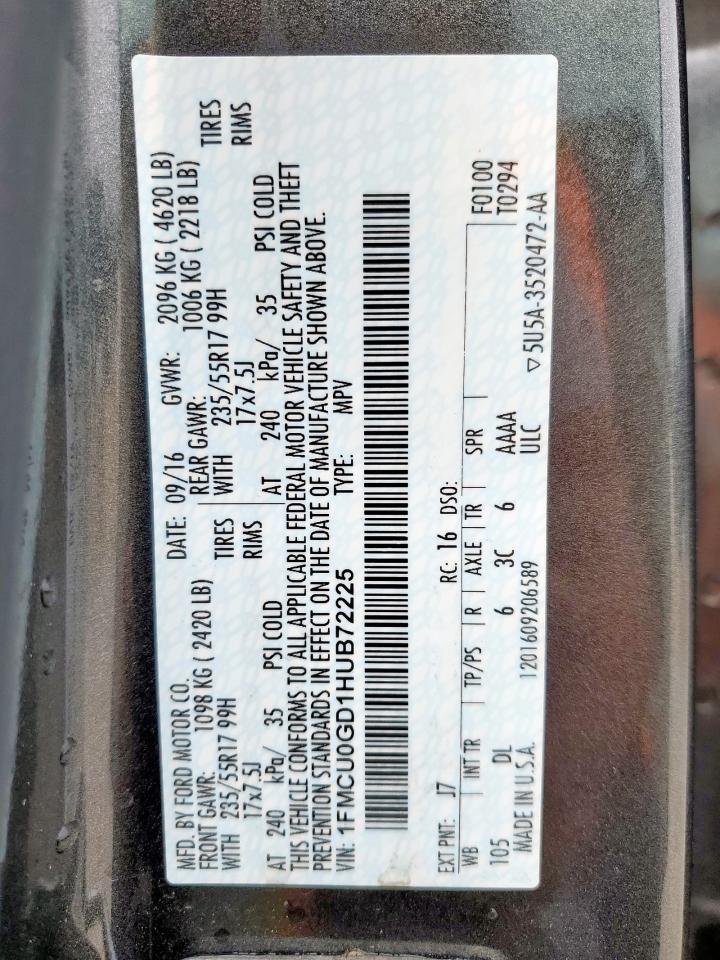 MFD. BY FORD MOTOR CO.
DATE: 09/16 GVWR: 2096 KG ( 4620 LB)
FRONT GAWR: 1098 KG ( 2420 LB) REAR GAWR: 1006 KG ( 2218 LB)
WITH 235/55R17 99H TIRES WITH 235/55R17 99H TIRES
17x7.5J RIMS 17x7.5J RIMS
AT 240 kPa/ 35 PSI COLD AT 240 kPa/ 35 PSI COLD
THIS VEHICLE CONFORMS TO ALL APPLICABLE FEDERAL MOTOR VEHICLE SAFETY AND THEFT
PREVENTION STANDARDS IN EFFECT ON THE DATE OF MANUFACTURE SHOWN ABOVE.
VIN: 1FMCU0GD1HUB72225 TYPE: MPV
EXT PNT: J7 RC: 16 DSO:
WB INT TR TP/PS R AXLE TR SPR F0100
105 DL 6 3C 6 AAAA T0294
MADE IN U.S.A. 1201609206589 ULC ▽5U5A-3520472-AA